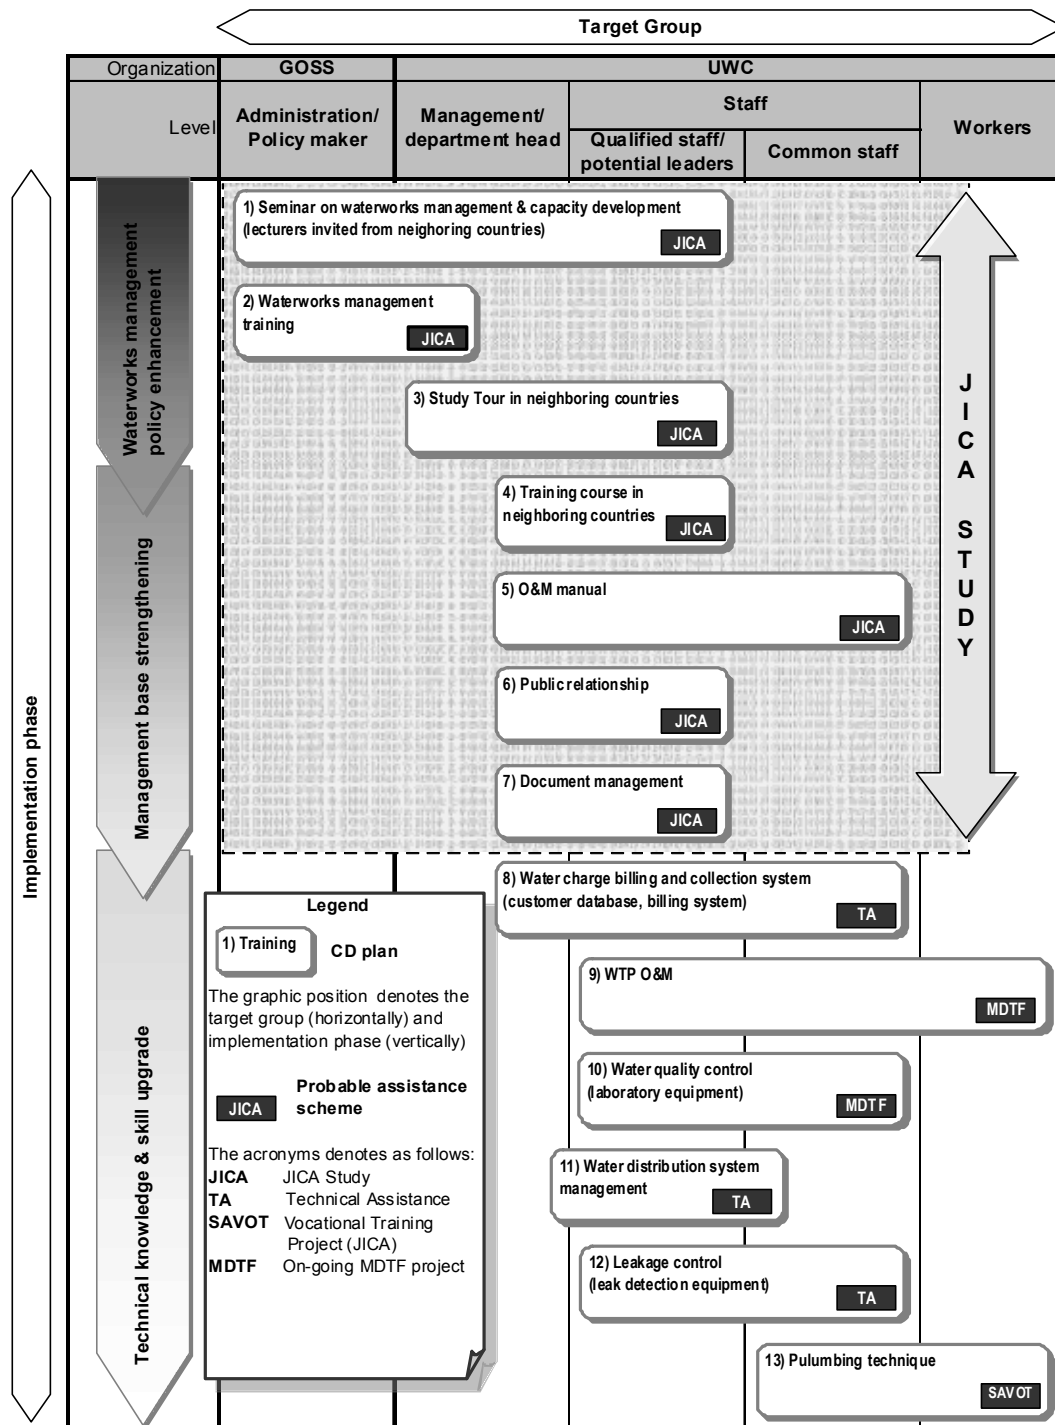 Target Group
Organization
GOSS
UWC
Level
Administration/
Policy maker
Management/
department head
Staff
Qualified staff/
potential leaders
Common staff
Workers
Implementation phase
Waterworks management
policy enhancement
Management base strengthening
Technical knowledge & skill upgrade
1) Seminar on waterworks management & capacity development
(lecturers invited from neighoring countries)
JICA
2) Waterworks management
training
JICA
3) Study Tour in neighboring countries
JICA
4) Training course in
neighboring countries
JICA
5) O&M manual
JICA
6) Public relationship
JICA
7) Document management
JICA
JICA STUDY
8) Water charge billing and collection system
(customer database, billing system)
TA
9) WTP O&M
MDTF
10) Water quality control
(laboratory equipment)
MDTF
11) Water distribution system
management
TA
12) Leakage control
(leak detection equipment)
TA
13) Pulumbing technique
SAVOT
Legend
1) Training
CD plan
The graphic position denotes the
target group (horizontally) and
implementation phase (vertically)
JICA
Probable assistance
scheme
The acronyms denotes as follows:
JICA JICA Study
TA Technical Assistance
SAVOT Vocational Training
Project (JICA)
MDTF On-going MDTF project